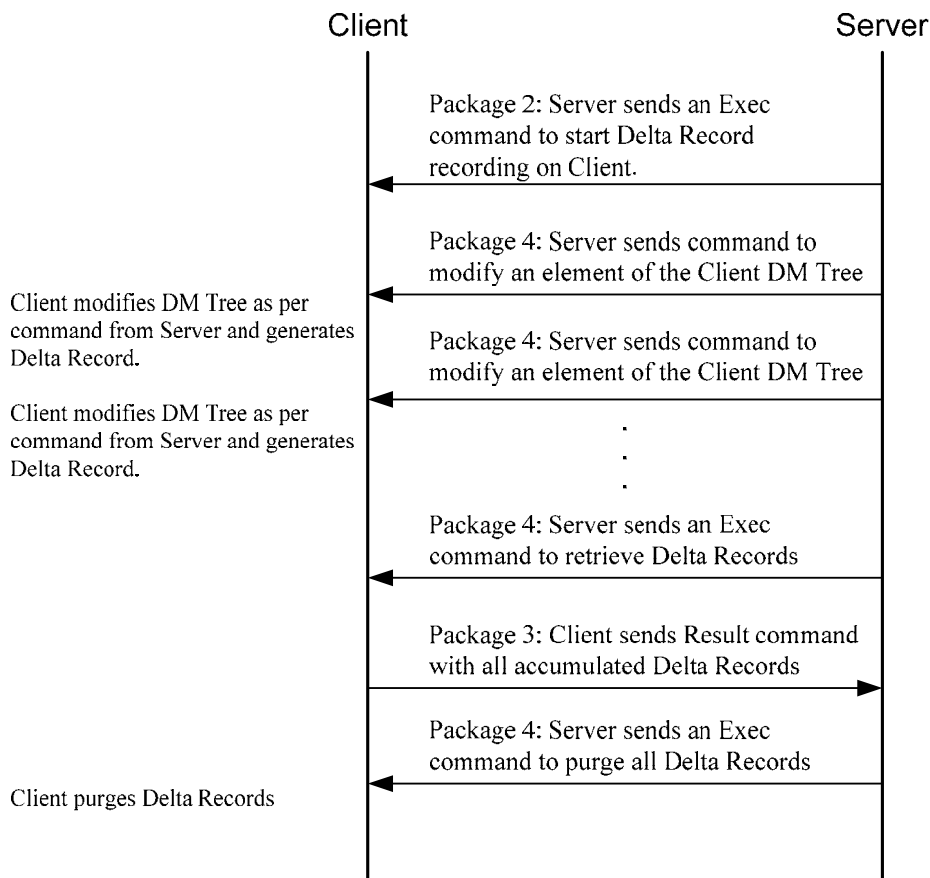 Client
Server
Package 2: Server sends an Exec
command to start Delta Record
recording on Client.
Package 4: Server sends command to
modify an element of the Client DM Tree
Client modifies DM Tree as per
command from Server and generates
Delta Record.
Package 4: Server sends command to
modify an element of the Client DM Tree
Client modifies DM Tree as per
command from Server and generates
Delta Record.
.
.
.
Package 4: Server sends an Exec
command to retrieve Delta Records
Package 3: Client sends Result command
with all accumulated Delta Records
Package 4: Server sends an Exec
command to purge all Delta Records
Client purges Delta Records